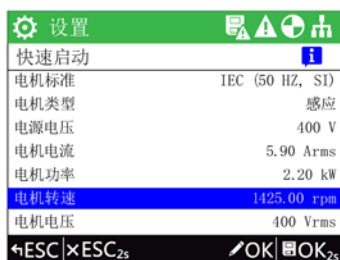 设置
快速启动
电机标准 IEC (50 HZ, SI)
电机类型 感应
电源电压 400 V
电机电流 5.90 Arms
电机功率 2.20 kW
电机转速 1425.00 rpm
电机电压 400 Vrms
ESC ESC2s OK OK2s